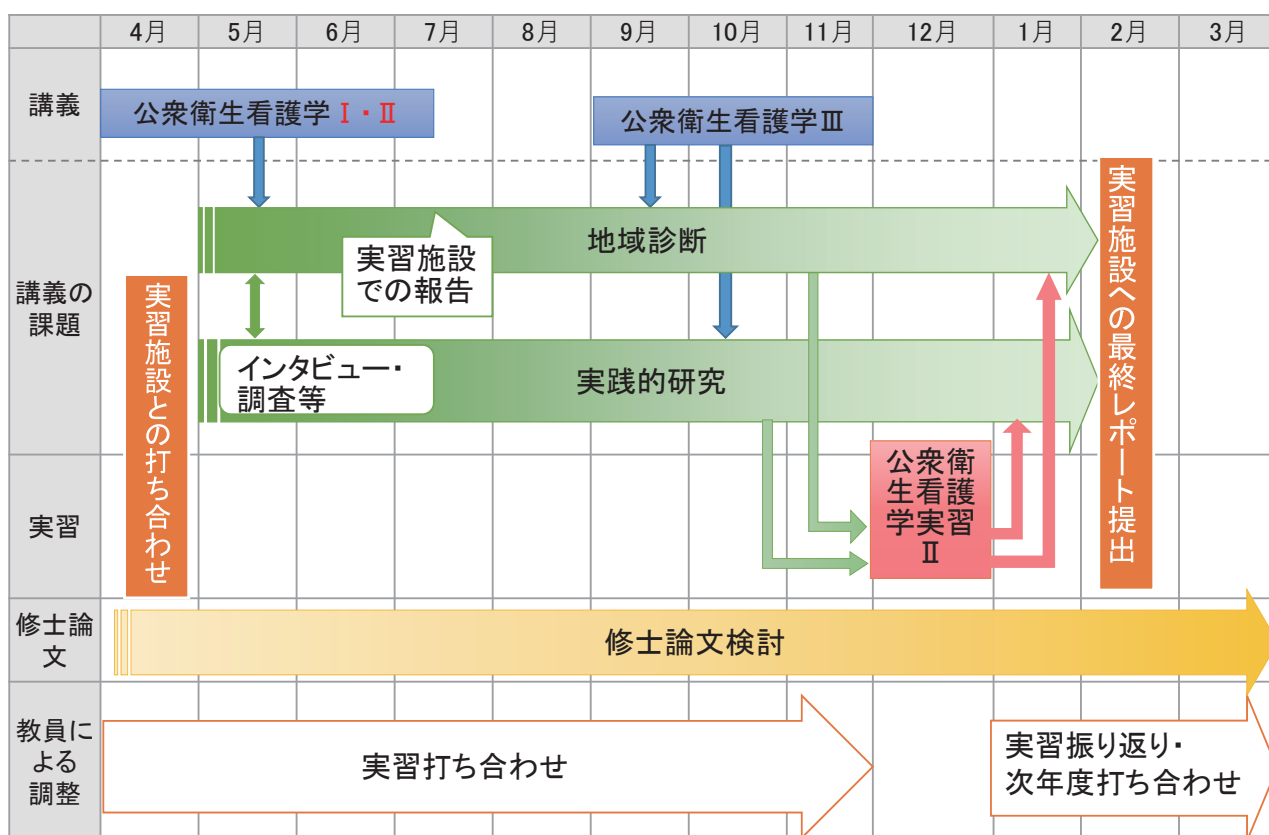 4月 5月 6月 7月 8月 9月 10月 11月 12月 1月 2月 3月
講義
公衆衛生看護学 Ⅰ・Ⅱ
公衆衛生看護学Ⅲ
講義の
課題
地域診断
実習施設
での報告
インタビュー・
調査等
実践的研究
実習施設との打ち合わせ
実習施設への最終レポート提出
実習
公衆衛
生看護
学実習
Ⅱ
修士論
文
修士論文検討
教員に
よる
調整
実習打ち合わせ
実習振り返り・
次年度打ち合わせ